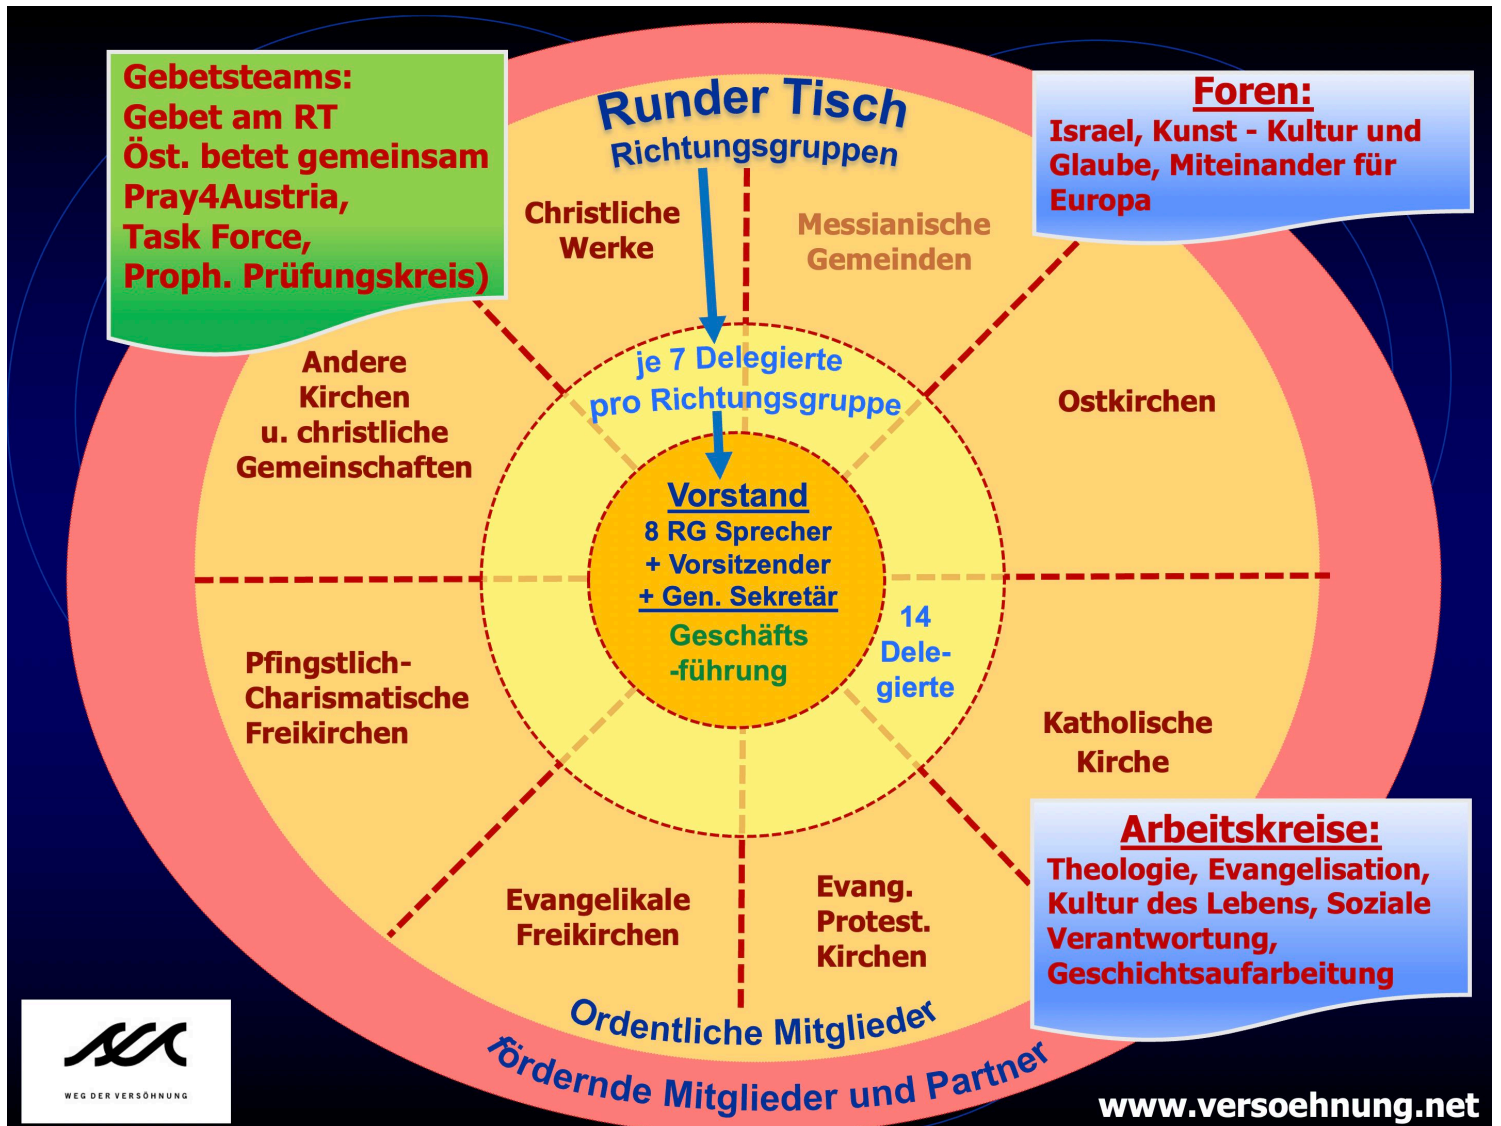 Gebetsteams:
Gebet am RT
Öst. betet gemeinsam
Pray4Austria,
Task Force,
Proph. Prüfungskreis)
Runder Tisch
Richtungsgruppen
Foren:
Israel, Kunst - Kultur und
Glaube, Miteinander für
Europa
Christliche
Werke
Messianische
Gemeinden
Andere
Kirchen
u. christliche
Gemeinschaften
je 7 Delegierte
pro Richtungsgruppe
Ostkirchen
Vorstand
8 RG Sprecher
+ Vorsitzender
+ Gen. Sekretär
Geschäfts
-führung
14
Dele-
gierte
Pfingstlich-
Charismatische
Freikirchen
Katholische
Kirche
Evangelikale
Freikirchen
Evang.
Protest.
Kirchen
Arbeitskreise:
Theologie, Evangelisation,
Kultur des Lebens, Soziale
Verantwortung,
Geschichtsaufarbeitung
Ordentliche Mitglieder
fördernde Mitglieder und Partner
WEG DER VERSÖHNUNG
www.versoehnung.net